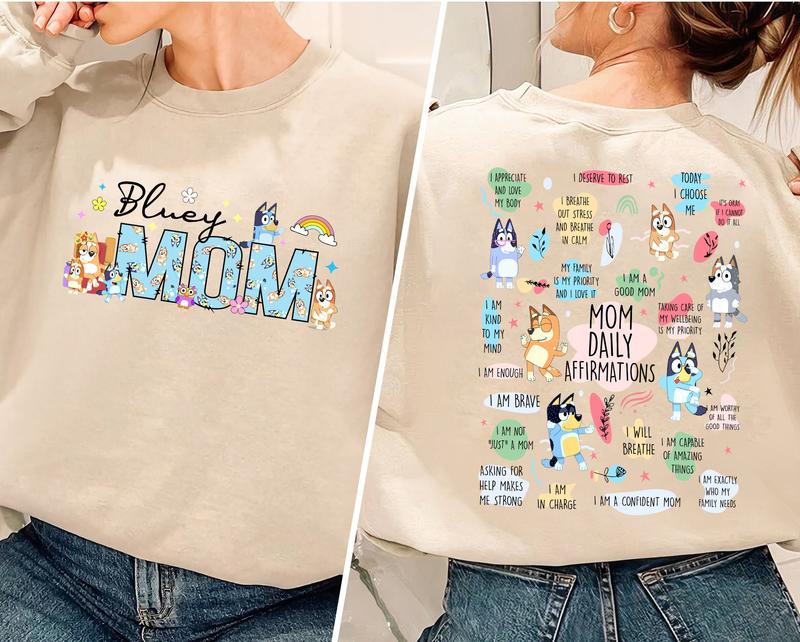 Bluey
MOM
I APPRECIATE
AND LOVE
MY BODY
I DESERVE TO REST
TODAY
I CHOOSE
ME
IT'S OKAY
IF I CANNOT
DO IT ALL
I BREATHE
OUT STRESS
AND BREATHE
IN CALM
MY FAMILY
IS MY PRIORITY
AND I LOVE IT
I AM A
GOOD MOM
I AM
KIND
TO MY
MIND
MOM
DAILY
AFFIRMATIONS
TAKING CARE OF
MY WELLBEING
IS MY PRIORITY
I AM ENOUGH
I AM BRAVE
I AM WORTHY
OF ALL THE
GOOD THINGS
I AM NOT
"JUST" A MOM
I WILL
BREATHE
I AM CAPABLE
OF AMAZING
THINGS
ASKING FOR
HELP MAKES
ME STRONG
I AM
IN CHARGE
I AM A CONFIDENT MOM
I AM EXACTLY
WHO MY
FAMILY NEEDS